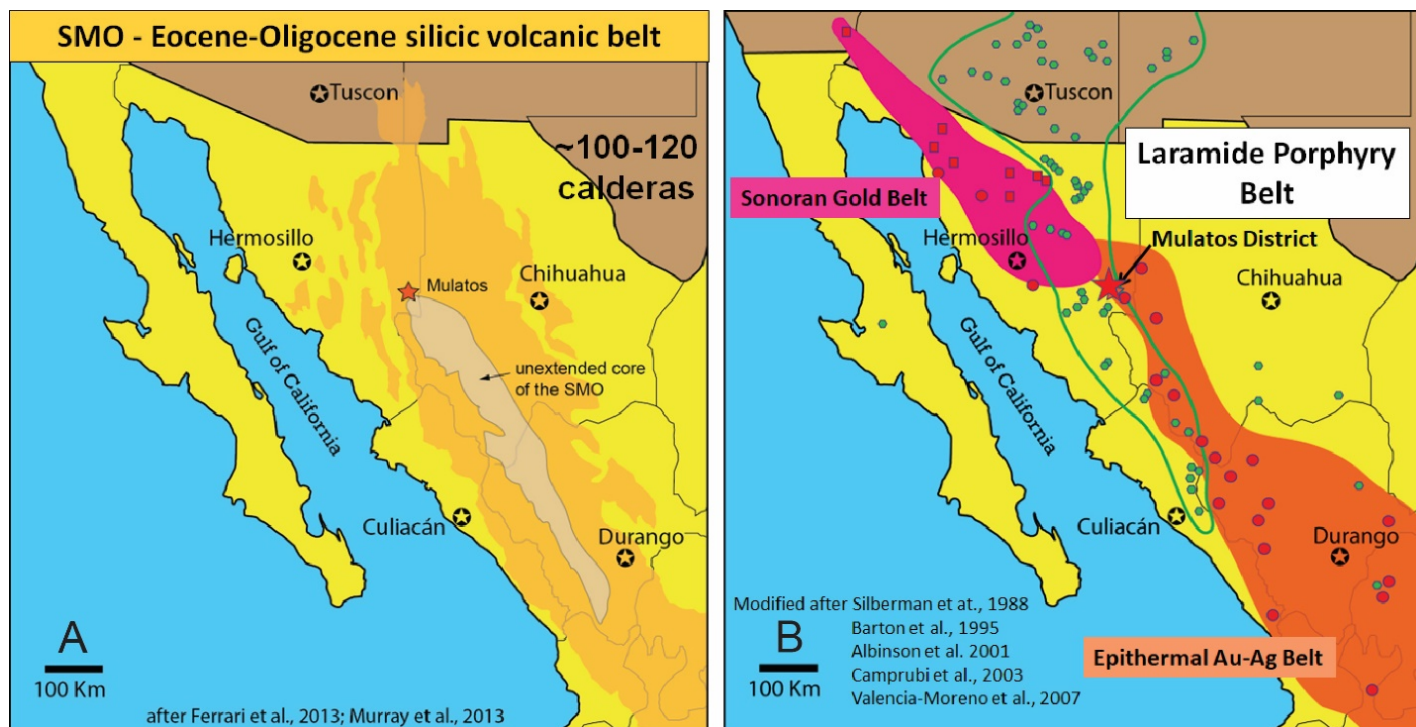 SMO - Eocene-Oligocene silicic volcanic belt
Tuscon
~100-120
calderas
Hermosillo
Mulatos
Chihuahua
Gulf of California
unextended core
of the SMO
Culiacán
Durango
A
100 Km
after Ferrari et al., 2013; Murray et al., 2013
Tuscon
Laramide Porphyry
Belt
Sonoran Gold Belt
Mulatos District
Hermosillo
Chihuahua
Gulf of California
Culiacán
Durango
Modified after Silberman et at., 1988
Barton et al., 1995
Albinson et al. 2001
Camprubi et al., 2003
Valencia-Moreno et al., 2007
B
100 Km
Epithermal Au-Ag Belt